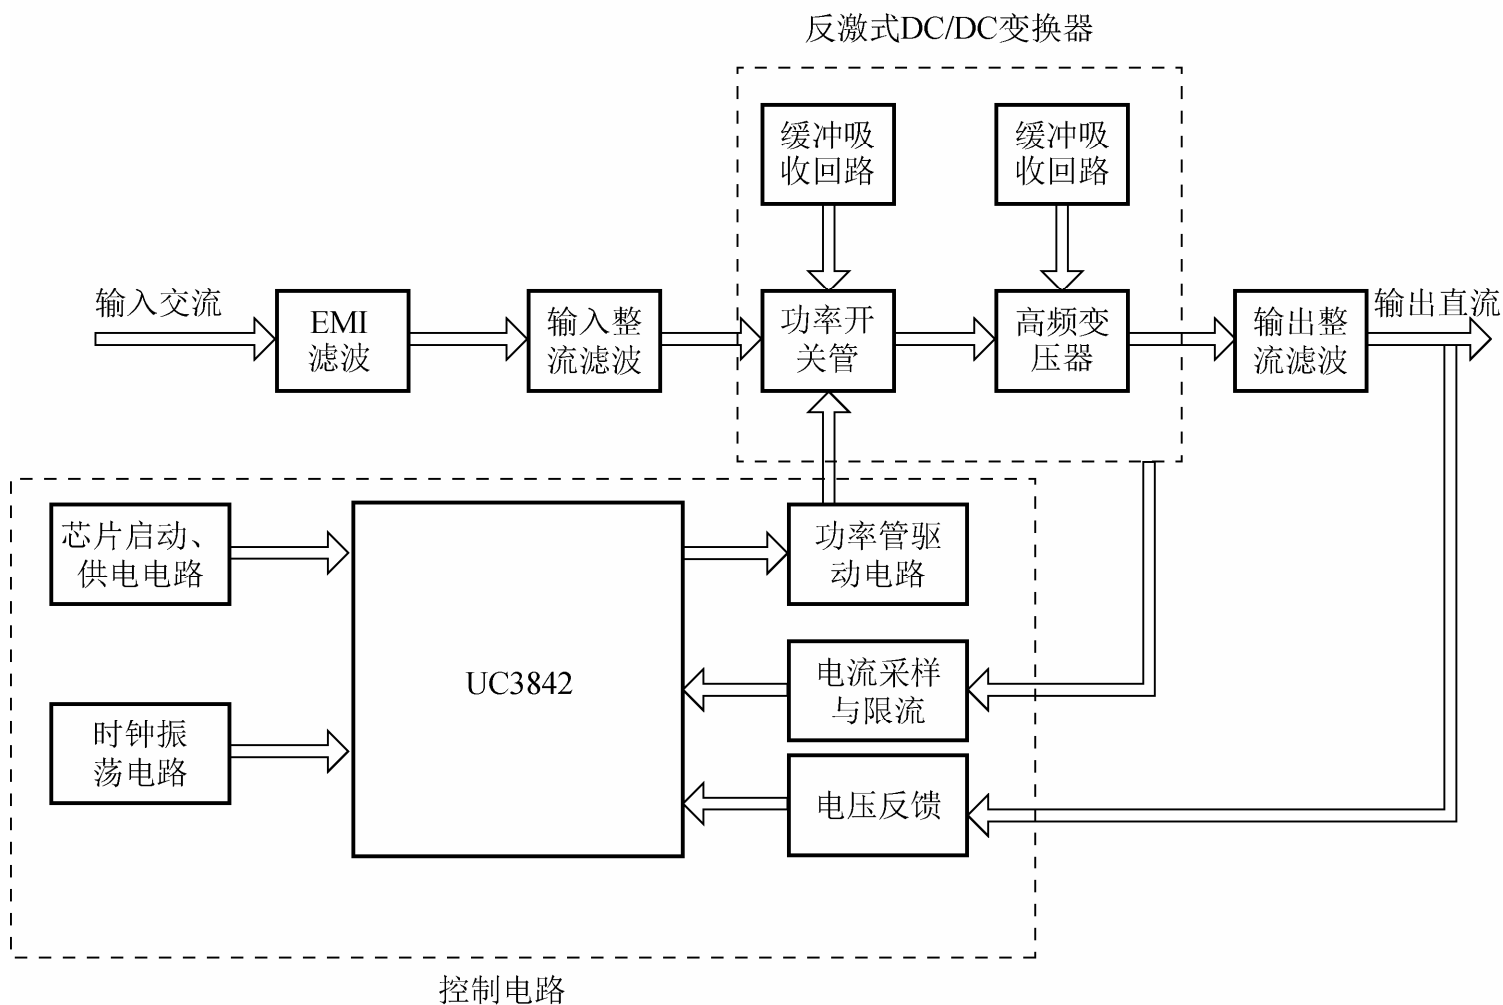 反激式DC/DC变换器
缓冲吸
收回路
缓冲吸
收回路
输入交流
EMI
滤波
输入整
流滤波
功率开
关管
高频变
压器
输出整
流滤波
输出直流
芯片启动、
供电电路
UC3842
功率管驱
动电路
电流采样
与限流
时钟振
荡电路
电压反馈
控制电路